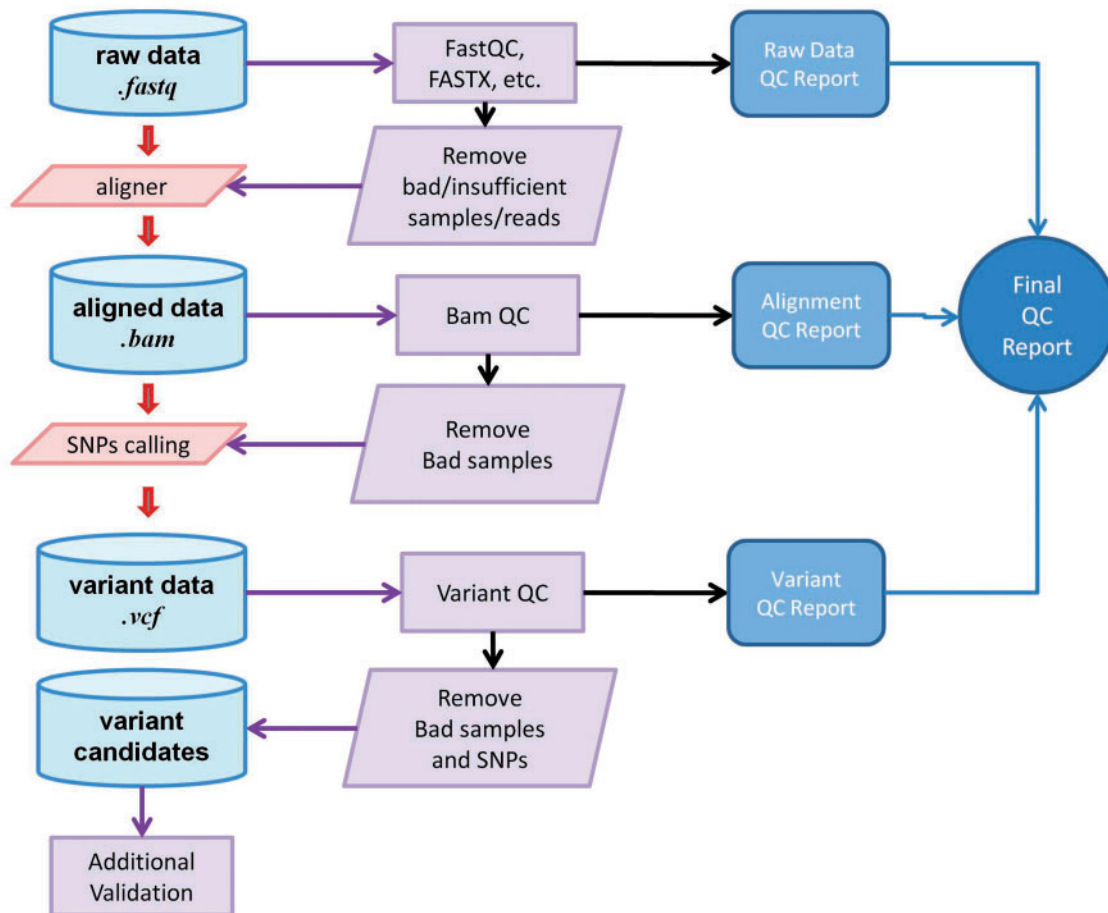 raw data
.fastq
FastQC,
FASTX, etc.
Raw Data
QC Report
aligner
Remove
bad/insufficient
samples/reads
aligned data
.bam
Bam QC
Alignment
QC Report
Final
QC
Report
SNPs calling
Remove
Bad samples
variant data
.vcf
Variant QC
Variant
QC Report
variant
candidates
Remove
Bad samples
and SNPs
Additional
Validation